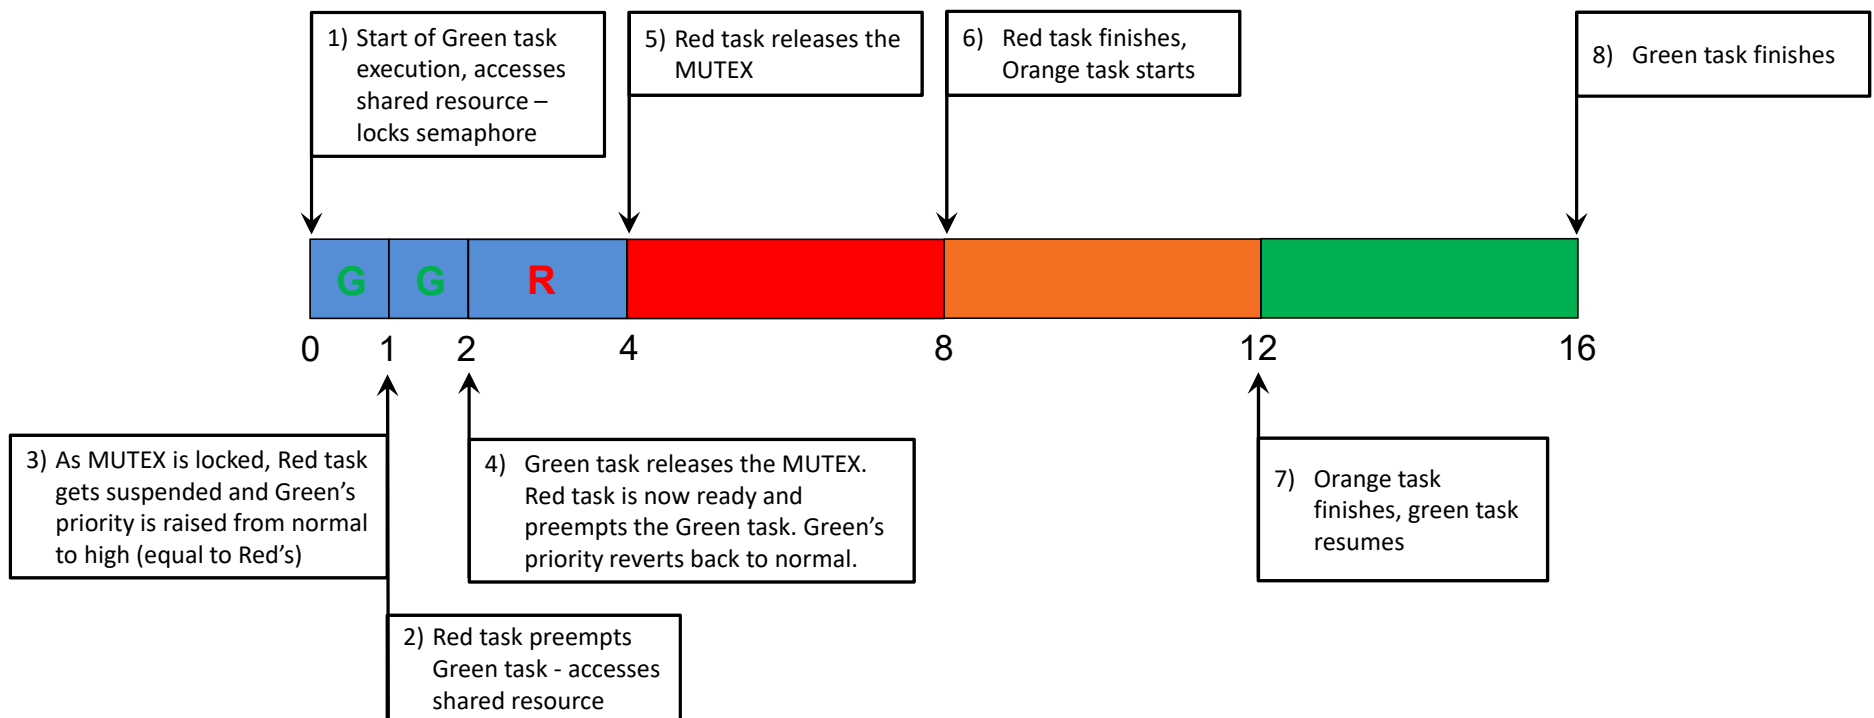 1) Start of Green task
execution, accesses
shared resource –
locks semaphore
5) Red task releases the
MUTEX
6) Red task finishes,
Orange task starts
8) Green task finishes
G G R
0 1 2 4 8 12 16
3) As MUTEX is locked, Red task
gets suspended and Green’s
priority is raised from normal
to high (equal to Red’s)
4) Green task releases the MUTEX.
Red task is now ready and
preempts the Green task. Green’s
priority reverts back to normal.
7) Orange task
finishes, green task
resumes
2) Red task preempts
Green task - accesses
shared resource